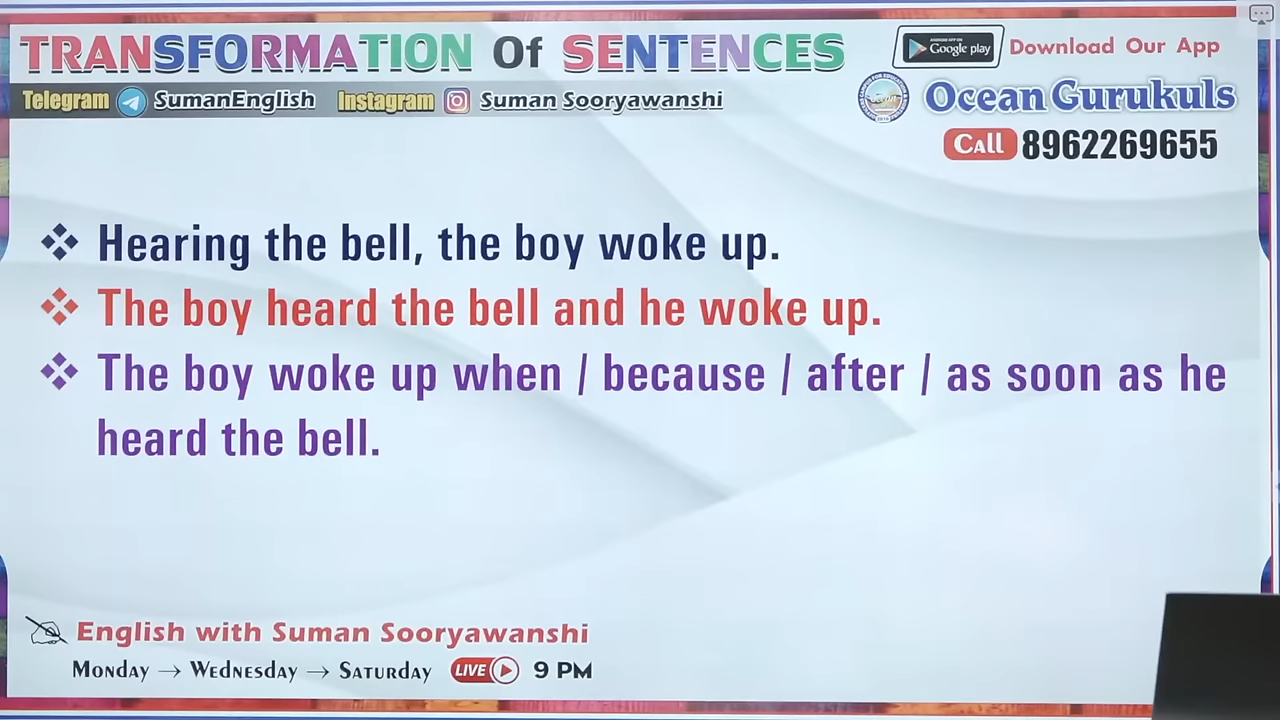 TRANSFORMATION Of SENTENCES
ANDROID APP ON
Google play
Download Our App
Telegram SumanEnglish Instagram Suman Sooryawanshi
Ocean Gurukuls
Call 8962269655
❖ Hearing the bell, the boy woke up.
❖ The boy heard the bell and he woke up.
❖ The boy woke up when / because / after / as soon as he
heard the bell.
English with Suman Sooryawanshi
Monday → Wednesday → Saturday LIVE 9 PM